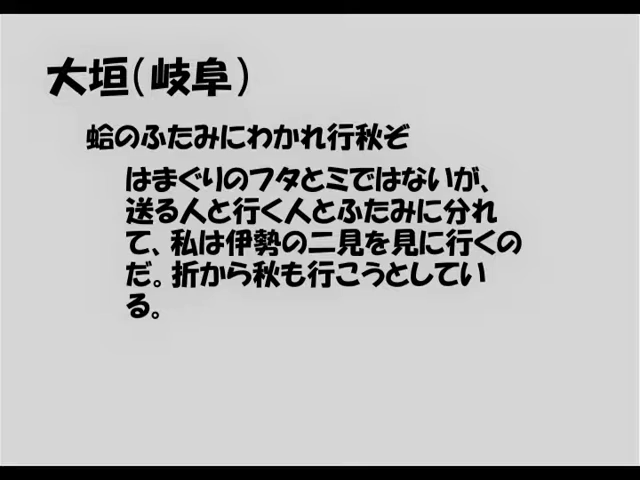 大垣(岐阜)
蛤のふたみにわかれ行秋ぞ
はまぐりのフタとミではないが、
送る人と行く人とふたみに分れ
て、私は伊勢の二見を見に行くの
だ。折から秋も行こうとしてい
る。